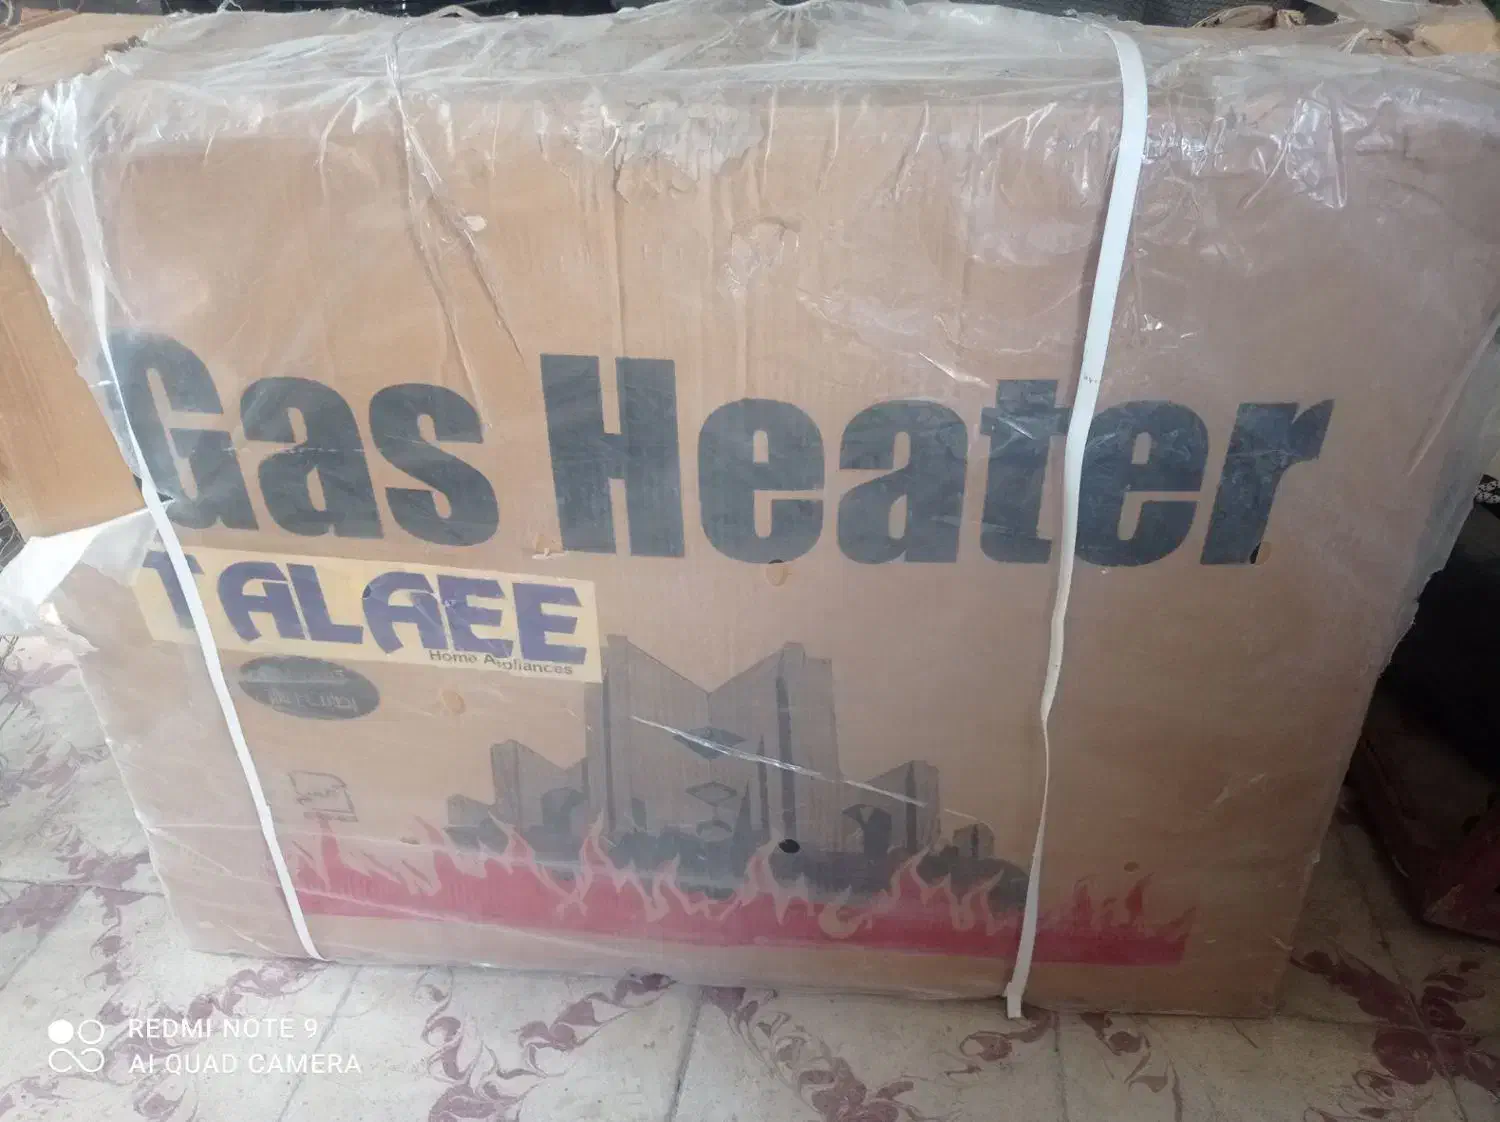 Gas Heater
TALAEE
Home Appliances
REDMI NOTE 9
AI QUAD CAMERA